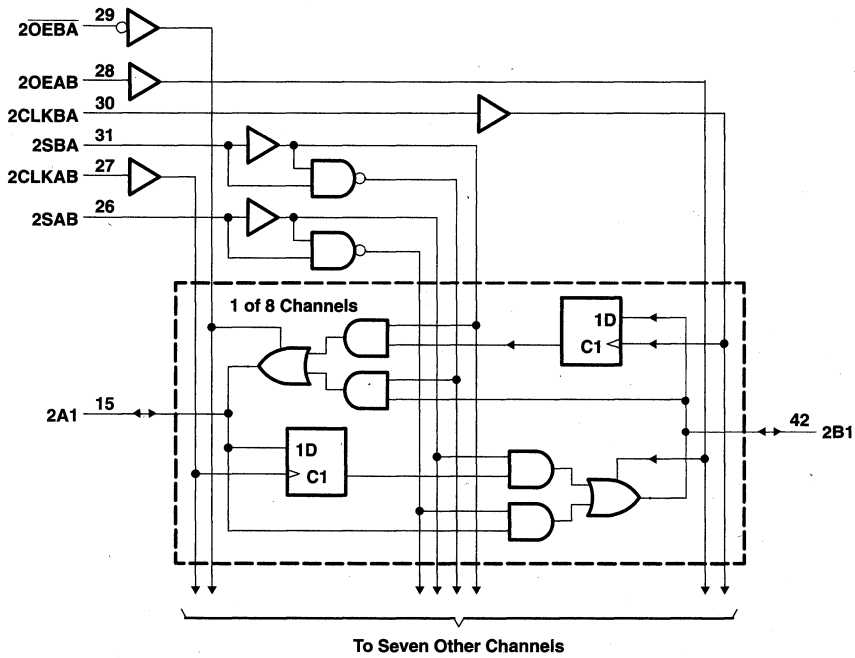 2OEBA 29
2OEAB 28
2CLKBA 30
2SBA 31
2CLKAB 27
2SAB 26
1 of 8 Channels
1D
C1
2A1 15
42 2B1
1D
C1
To Seven Other Channels